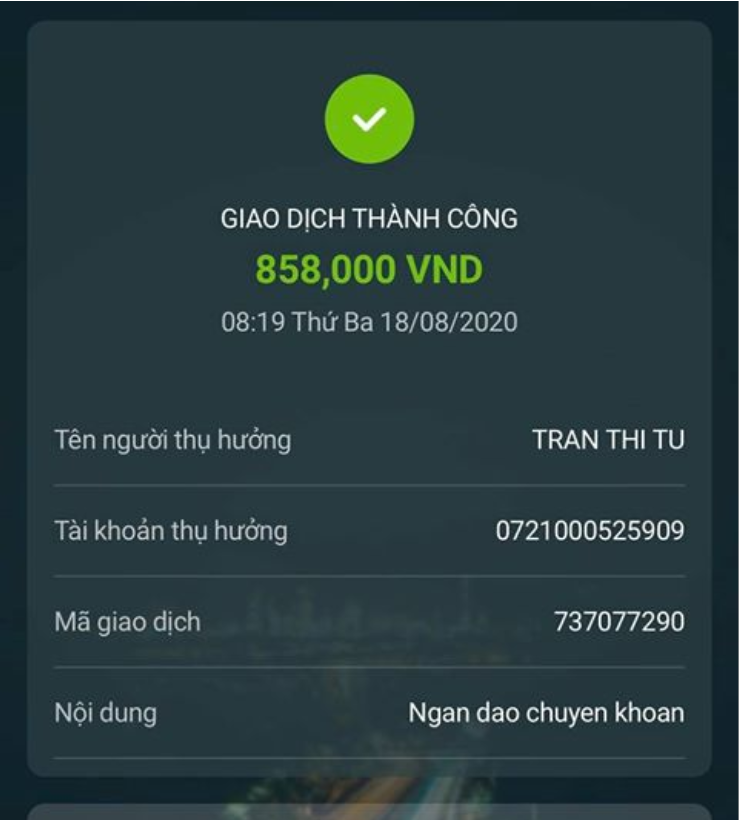 GIAO DỊCH THÀNH CÔNG
858,000 VND
08:19 Thứ Ba 18/08/2020
Tên người thụ hưởng TRAN THI TU
Tài khoản thụ hưởng 0721000525909
Mã giao dịch 737077290
Nội dung Ngan dao chuyen khoan